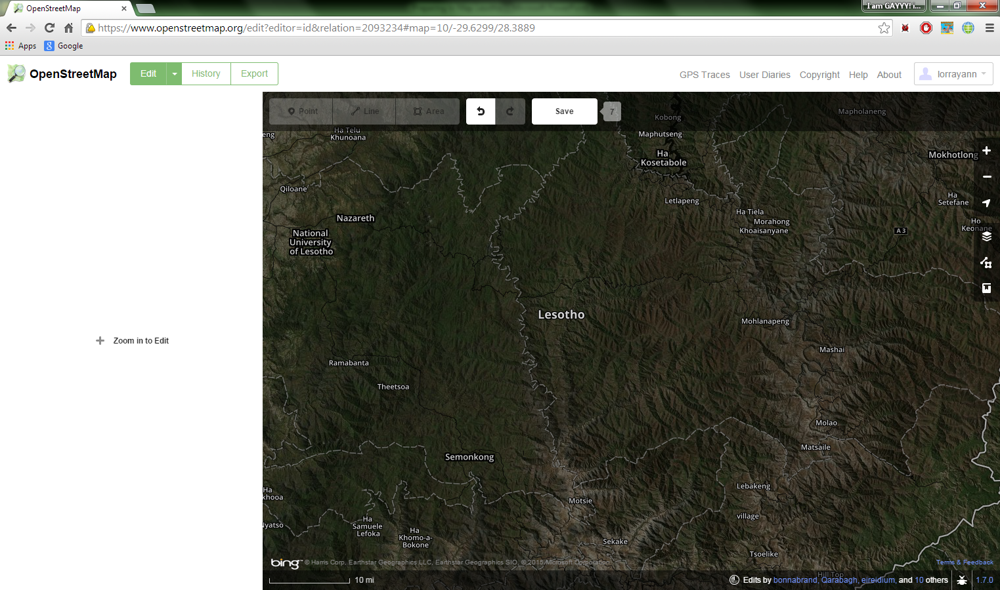 OpenStreetMap
I am GAYYY! i...
https://www.openstreetmap.org/edit?editor=id&relation=2093234#map=10/-29.6299/28.3889
Apps Google
OpenStreetMap Edit History Export GPS Traces User Diaries Copyright Help About lorrayann
Point Line Area Save 7
Kobong
Mapholaneng
eng
Ha Telu
Khunoana
Maphutseng
Ha
Kosetabole
Mokhotlong
Qiloane
Letlapeng
Ha
Setefane
Nazareth
Ha Tiela
Morahong
Khoaisanyane
Ho
Keonane
A 3
National
University
of Lesotho
Lesotho
Mohlanapeng
Zoom in to Edit
Mashai
Ramabanta
Theetsoa
Molao
Matsaile
Semonkong
Ha
khooa
Lebakeng
Motsie
village
Nyatso
Ha
Samuele
Lefoka
Ha
Khomo-a-
Bokone
Sekake
Tsoelike
bing © Harris Corp, Earthstar Geographics LLC, Earthstar Geographics SIO, © 2015 Microsoft Corporation
Terms & Feedback
Hill Top
10 mi
Edits by bonnabrand, Qarabagh, eireidium, and 10 others
1.7.0